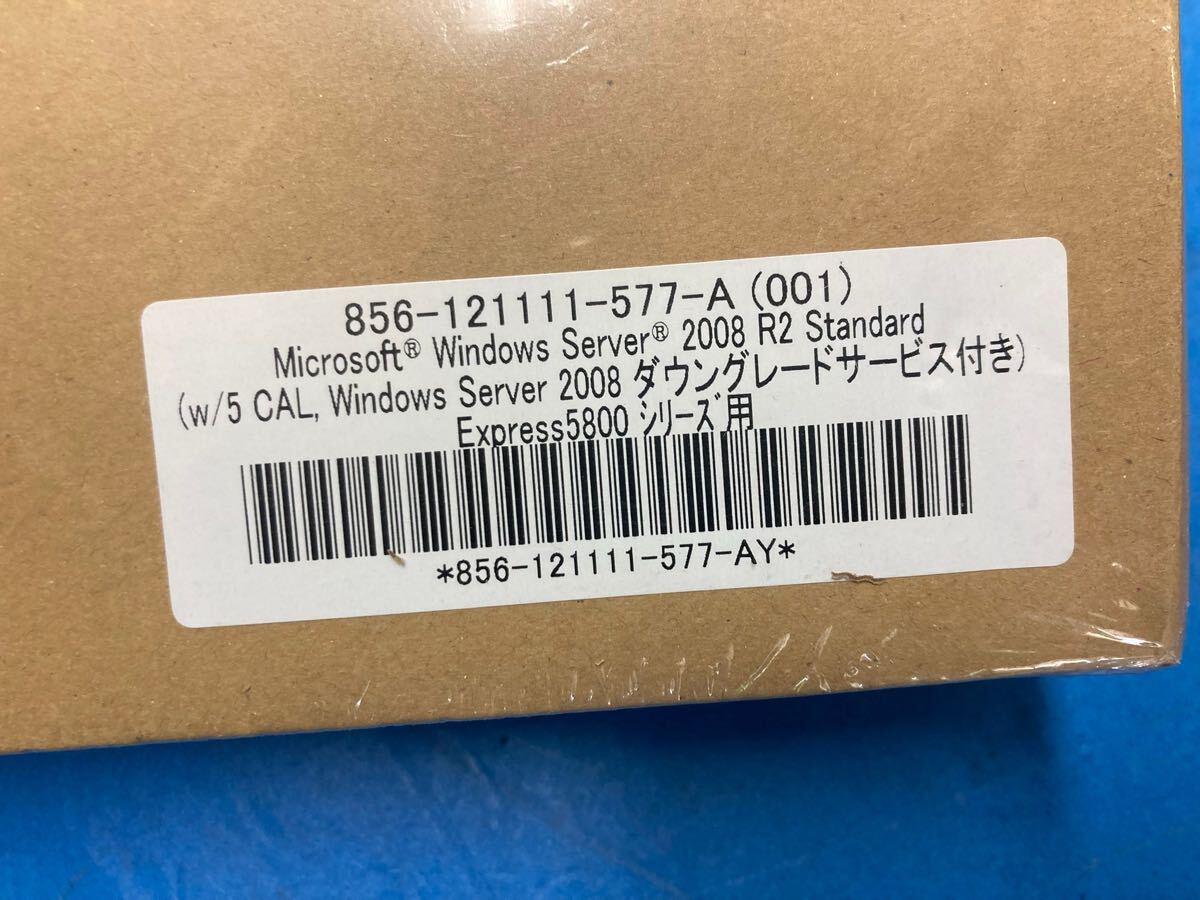 856-121111-577-A (001)
Microsoft® Windows Server® 2008 R2 Standard
(w/5 CAL, Windows Server 2008 ダウングレードサービス付き)
Express5800 ｼﾘｰｽﾞ用
*856-121111-577-AY*